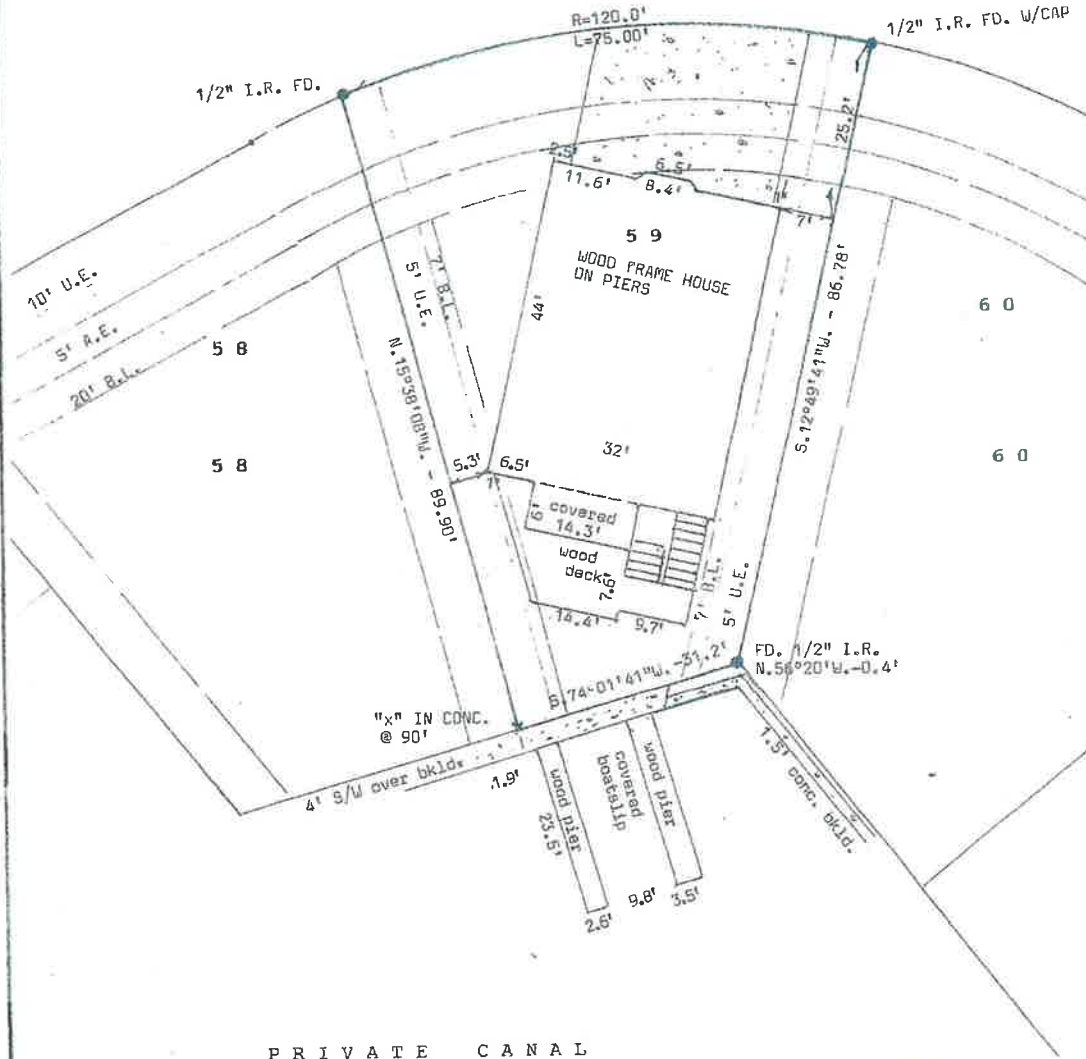 R=120.0'
L=75.00'
1/2" I.R. FD. W/CAP
1/2" I.R. FD.
25.2'
2.5'
11.6'
6.5'
8.4'
1'
7'
5 9
WOOD FRAME HOUSE
ON PIERS
10' U.E.
5' A.E.
20' B.L.
5 8
5' U.E.
7' B.L.
44'
S.12°49'41"W. - 86.78'
6 0
N.15°38'08"W. - 89.90'
5 8
32'
6 0
5.3'
6.5'
1'
6'
covered
14.3'
wood
deck
7.6'
14.4'
9.7'
7' B.L.
5' U.E.
FD. 1/2" I.R.
N.56°20'W.-0.4'
S.74°01'41"W.-31.2'
"x" IN CONC.
@ 90'
4' S/W over bkld.
1.9'
wood pier
23.5'
covered
boatslip
wood pier
1.5' conc. bkld.
2.6'
9.8'
3.5'
PRIVATE CANAL